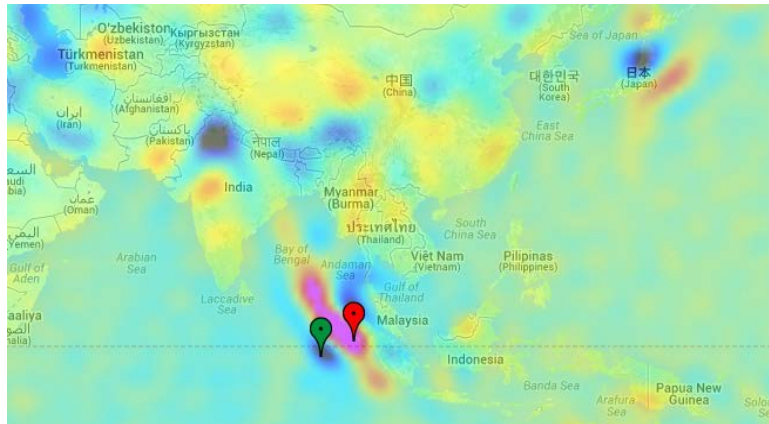 O'zbekiston
(Uzbekistan)
Кыргызстан
(Kyrgyzstan)
Türkmenistan
(Turkmenistan)
Sea of Japan
日本
(Japan)
대한민국
(South
Korea)
中国
(China)
افغانستان
(Afghanistan)
ایران
(Iran)
پاکستان
(Pakistan)
नेपाल
(Nepal)
East
China Sea
India
Myanmar
(Burma)
عمان
(Oman)
ประเทศไทย
(Thailand)
South
China Sea
Việt Nam
(Vietnam)
Pilipinas
(Philippines)
Arabian
Sea
Bay of
Bengal
Andaman
Sea
Gulf of
Aden
Gulf of
Thailand
Laccadive
Sea
Malaysia
Indonesia
Banda Sea
Arafura
Sea
Papua New
Guinea